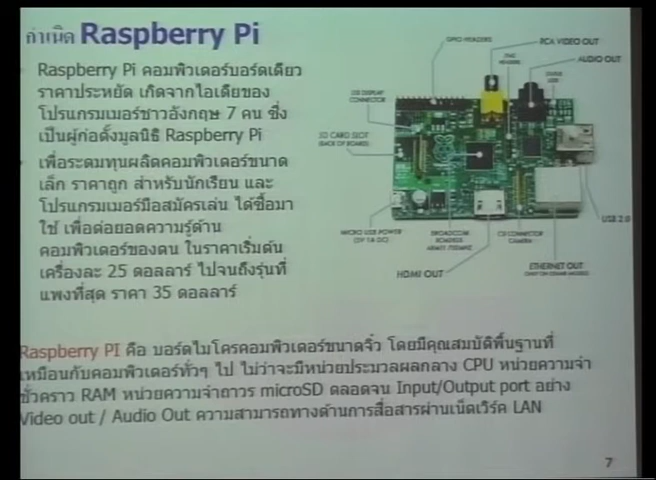 กำเนิด Raspberry Pi
Raspberry Pi คอมพิวเตอร์บอร์ดเดียว
ราคาประหยัด เกิดจากไอเดียของ
โปรแกรมเมอร์ชาวอังกฤษ 7 คน ซึ่ง
เป็นผู้ก่อตั้งมูลนิธิ Raspberry Pi
เพื่อระดมทุนผลิตคอมพิวเตอร์ขนาด
เล็ก ราคาถูก สำหรับนักเรียน และ
โปรแกรมเมอร์มือสมัครเล่น ได้ซื้อมา
ใช้ เพื่อต่อยอดความรู้ด้าน
คอมพิวเตอร์ของตน ในราคาเริ่มต้น
เครื่องละ 25 ดอลลาร์ ไปจนถึงรุ่นที่
แพงที่สุด ราคา 35 ดอลลาร์
GPIO HEADERS
RCA VIDEO OUT
AUDIO OUT
DSI DISPLAY
CONNECTOR
SD CARD SLOT
(BACK OF BOARD)
USB 2.0
MICRO USB POWER
(5V 1A DC)
BROADCOM
CSI CONNECTOR
CAMERA
HDMI OUT
ETHERNET OUT
Raspberry PI คือ บอร์ดไมโครคอมพิวเตอร์ขนาดจิ๋ว โดยมีคุณสมบัติพื้นฐานที่
เหมือนกับคอมพิวเตอร์ทั่วๆ ไป ไม่ว่าจะมีหน่วยประมวลผลกลาง CPU หน่วยความจำ
ชั่วคราว RAM หน่วยความจำถาวร microSD ตลอดจน Input/Output port อย่าง
Video out / Audio Out ความสามารถทางด้านการสื่อสารผ่านเน็ตเวิร์ค LAN
7